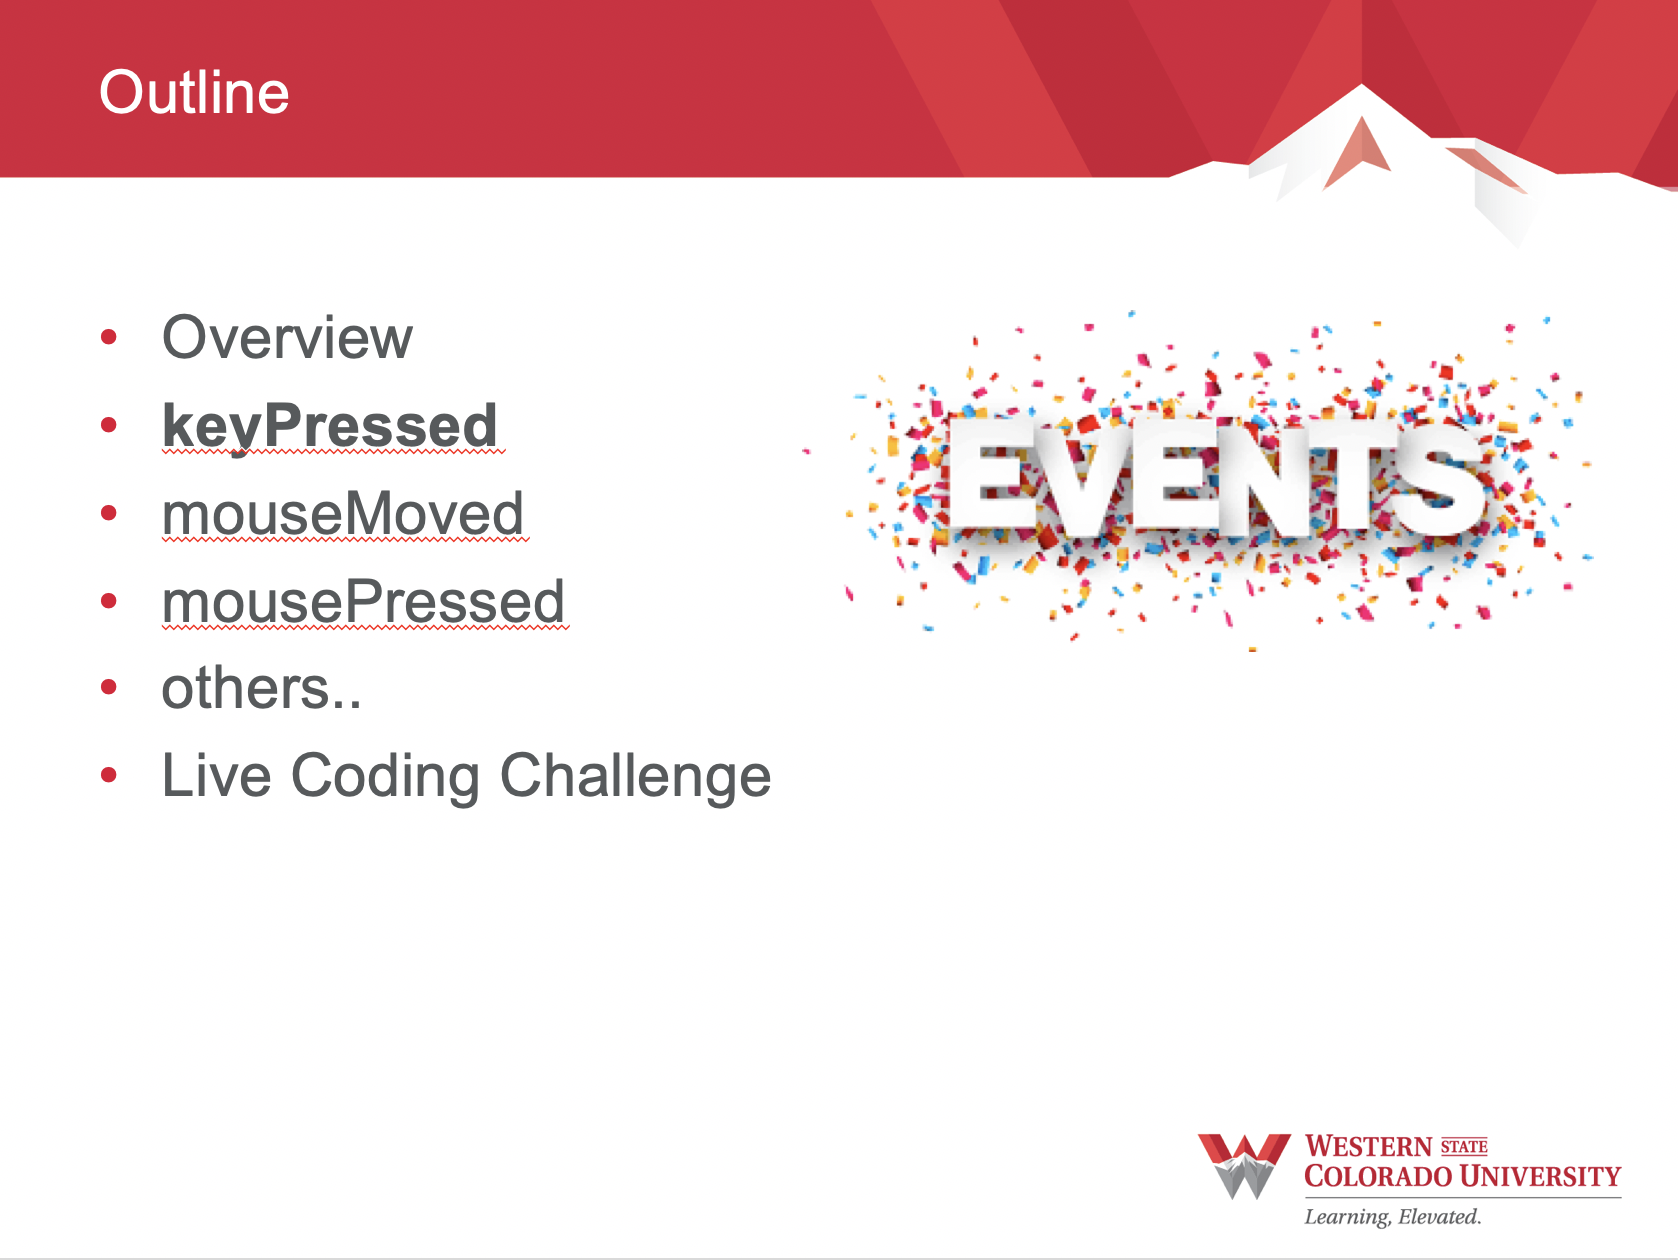 Outline
Overview
keyPressed
mouseMoved
mousePressed
others..
Live Coding Challenge
EVENTS
WESTERN STATE
COLORADO UNIVERSITY
Learning, Elevated.